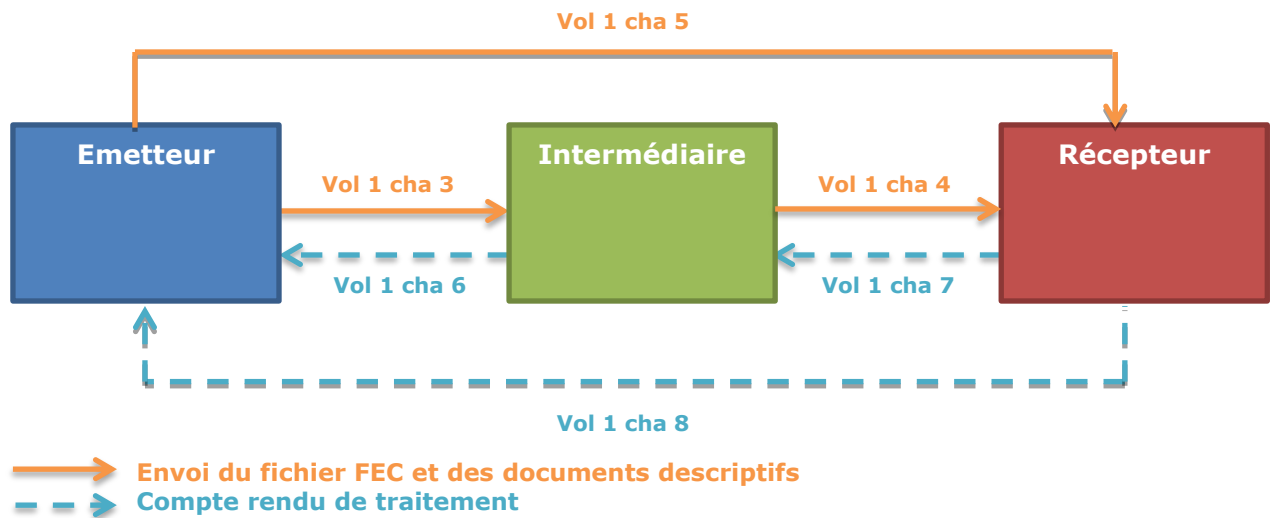 Vol 1 cha 5
Emetteur
Intermédiaire
Récepteur
Vol 1 cha 3
Vol 1 cha 4
Vol 1 cha 6
Vol 1 cha 7
Vol 1 cha 8
Envoi du fichier FEC et des documents descriptifs
Compte rendu de traitement